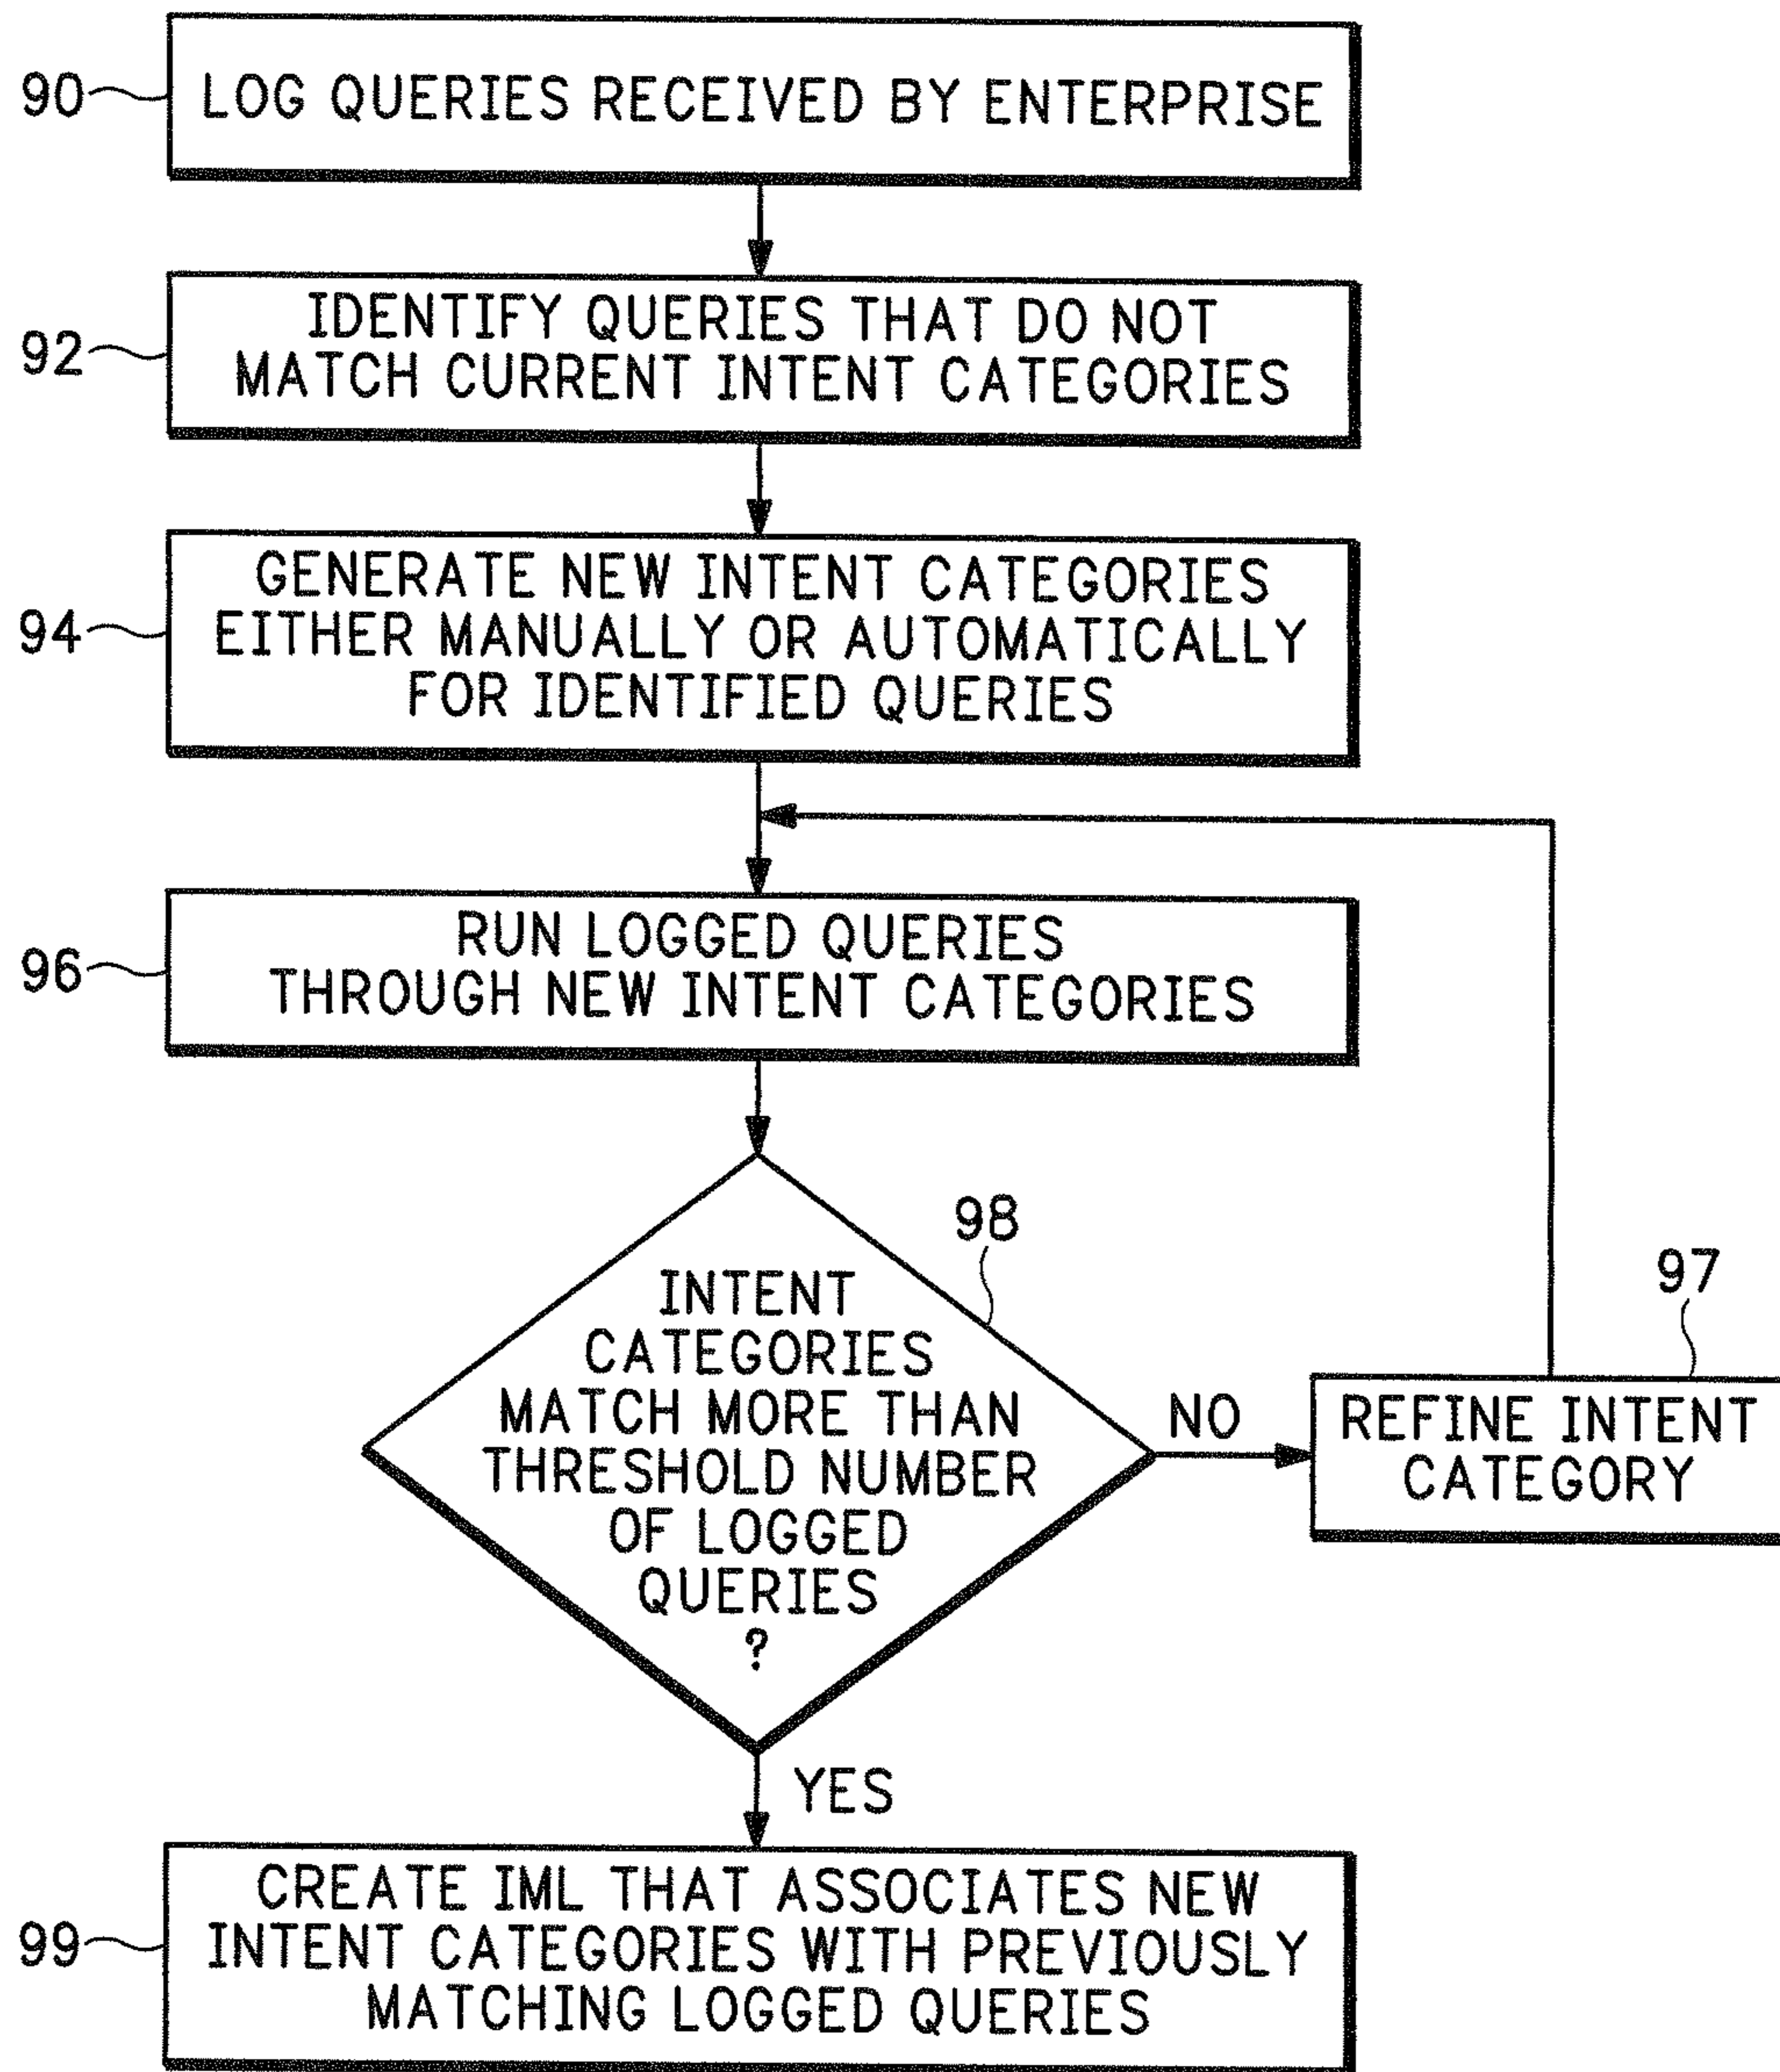 90
LOG QUERIES RECEIVED BY ENTERPRISE
92
IDENTIFY QUERIES THAT DO NOT
MATCH CURRENT INTENT CATEGORIES
94
GENERATE NEW INTENT CATEGORIES
EITHER MANUALLY OR AUTOMATICALLY
FOR IDENTIFIED QUERIES
96
RUN LOGGED QUERIES
THROUGH NEW INTENT CATEGORIES
98
INTENT
CATEGORIES
MATCH MORE THAN
THRESHOLD NUMBER
OF LOGGED
QUERIES
?
NO
97
REFINE INTENT
CATEGORY
YES
99
CREATE IML THAT ASSOCIATES NEW
INTENT CATEGORIES WITH PREVIOUSLY
MATCHING LOGGED QUERIES